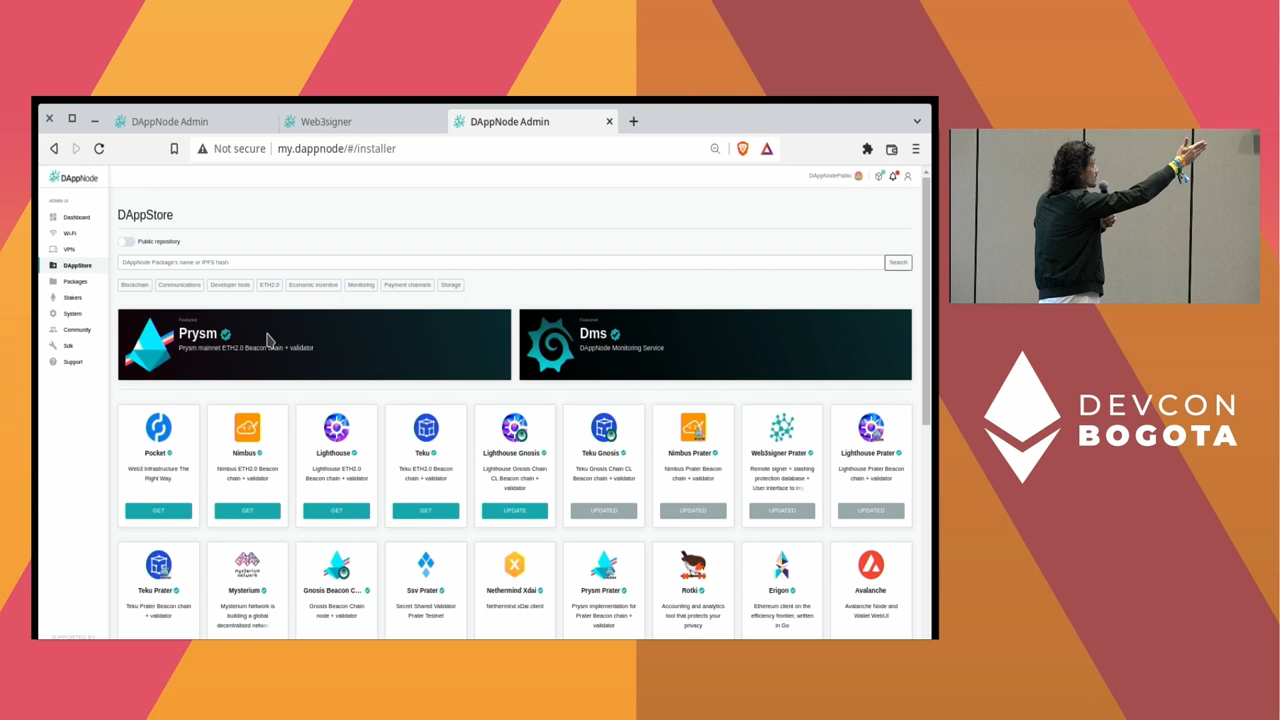 DAppNode Admin
Web3signer
DAppNode Admin
Not secure
my.dappnode/#/installer
DAppNode
DAppNodePablo
ADMIN UI
Dashboard
Wi-Fi
VPN
DAppStore
Packages
Stakers
System
Community
Sdk
Support
SUPPORTED BY
DAppStore
Public repository
DAppNode Package's name or IPFS hash
Search
Blockchain
Communications
Developer tools
ETH2.0
Economic incentive
Monitoring
Payment channels
Storage
Featured
Prysm
Prysm mainnet ETH2.0 Beacon chain + validator
Featured
Dms
DAppNode Monitoring Service
Pocket
Web3 Infrastructure The
Right Way.
GET
Nimbus
Nimbus ETH2.0 Beacon
chain + validator
GET
Lighthouse
Lighthouse ETH2.0
Beacon chain + validator
GET
Teku
Teku ETH2.0 Beacon
chain + validator
GET
Lighthouse Gnosis
Lighthouse Gnosis Chain
CL Beacon chain +
validator
UPDATE
Teku Gnosis
Teku Gnosis Chain CL
Beacon chain + validator
UPDATED
Nimbus Prater
Nimbus Prater Beacon
chain + validator
UPDATED
Web3signer Prater
Remote signer + slashing
protection database +
User interface to im
UPDATED
Lighthouse Prater
Lighthouse Prater Beacon
chain + validator
UPDATED
Teku Prater
Teku Prater Beacon chain
+ validator
mysterium
network
Mysterium
Mysterium Network is
building a global
decentralised netwo
Gnosis Beacon C...
Gnosis Beacon Chain
node + validator
Ssv Prater
Secret Shared Validator
Prater Testnet
Nethermind Xdai
Nethermind xDai client
Prysm Prater
Prysm implementation for
Prater Beacon chain +
validator
Rotki
Accounting and analytics
tool that protects your
privacy
Erigon
Ethereum client on the
efficiency frontier, written
in Go
Avalanche
Avalanche Node and
Wallet WebUI
DEVCON
BOGOTA